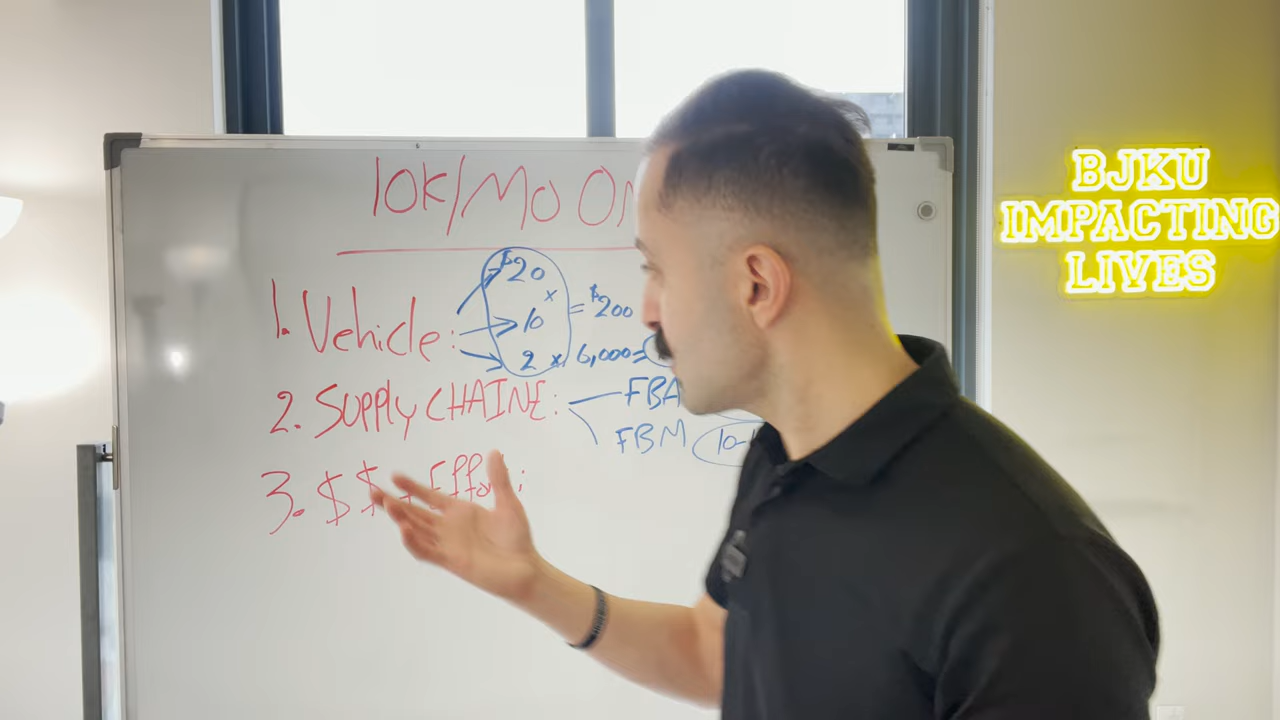 10K/MO ON
1. Vehicle:
$20
x
10
2 x
= $200
6,000=
2. SUPPLY CHAINE:
FBA
FBM
10-
3. $$ + Effort:
BJKU
IMPACTING
LIVES